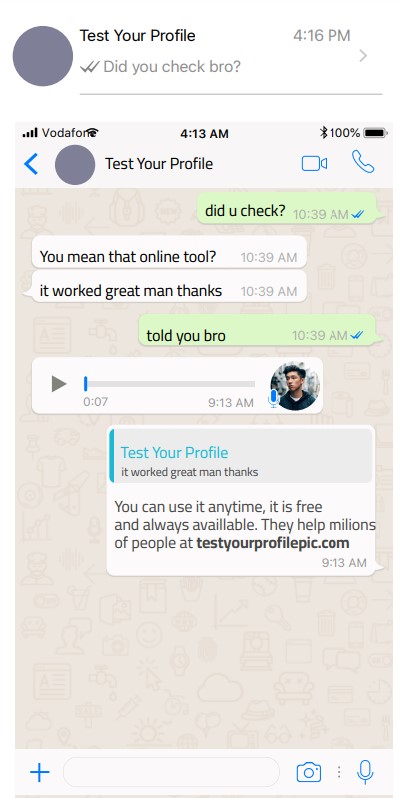 Test Your Profile 4:16 PM
Did you check bro?
Vodafone 4:13 AM 100%
Test Your Profile
did u check? 10:39 AM
You mean that online tool? 10:39 AM
it worked great man thanks 10:39 AM
told you bro 10:39 AM
0:07 9:13 AM
Test Your Profile
it worked great man thanks
You can use it anytime, it is free
and always availlable. They help milions
of people at testyourprofilepic.com
9:13 AM